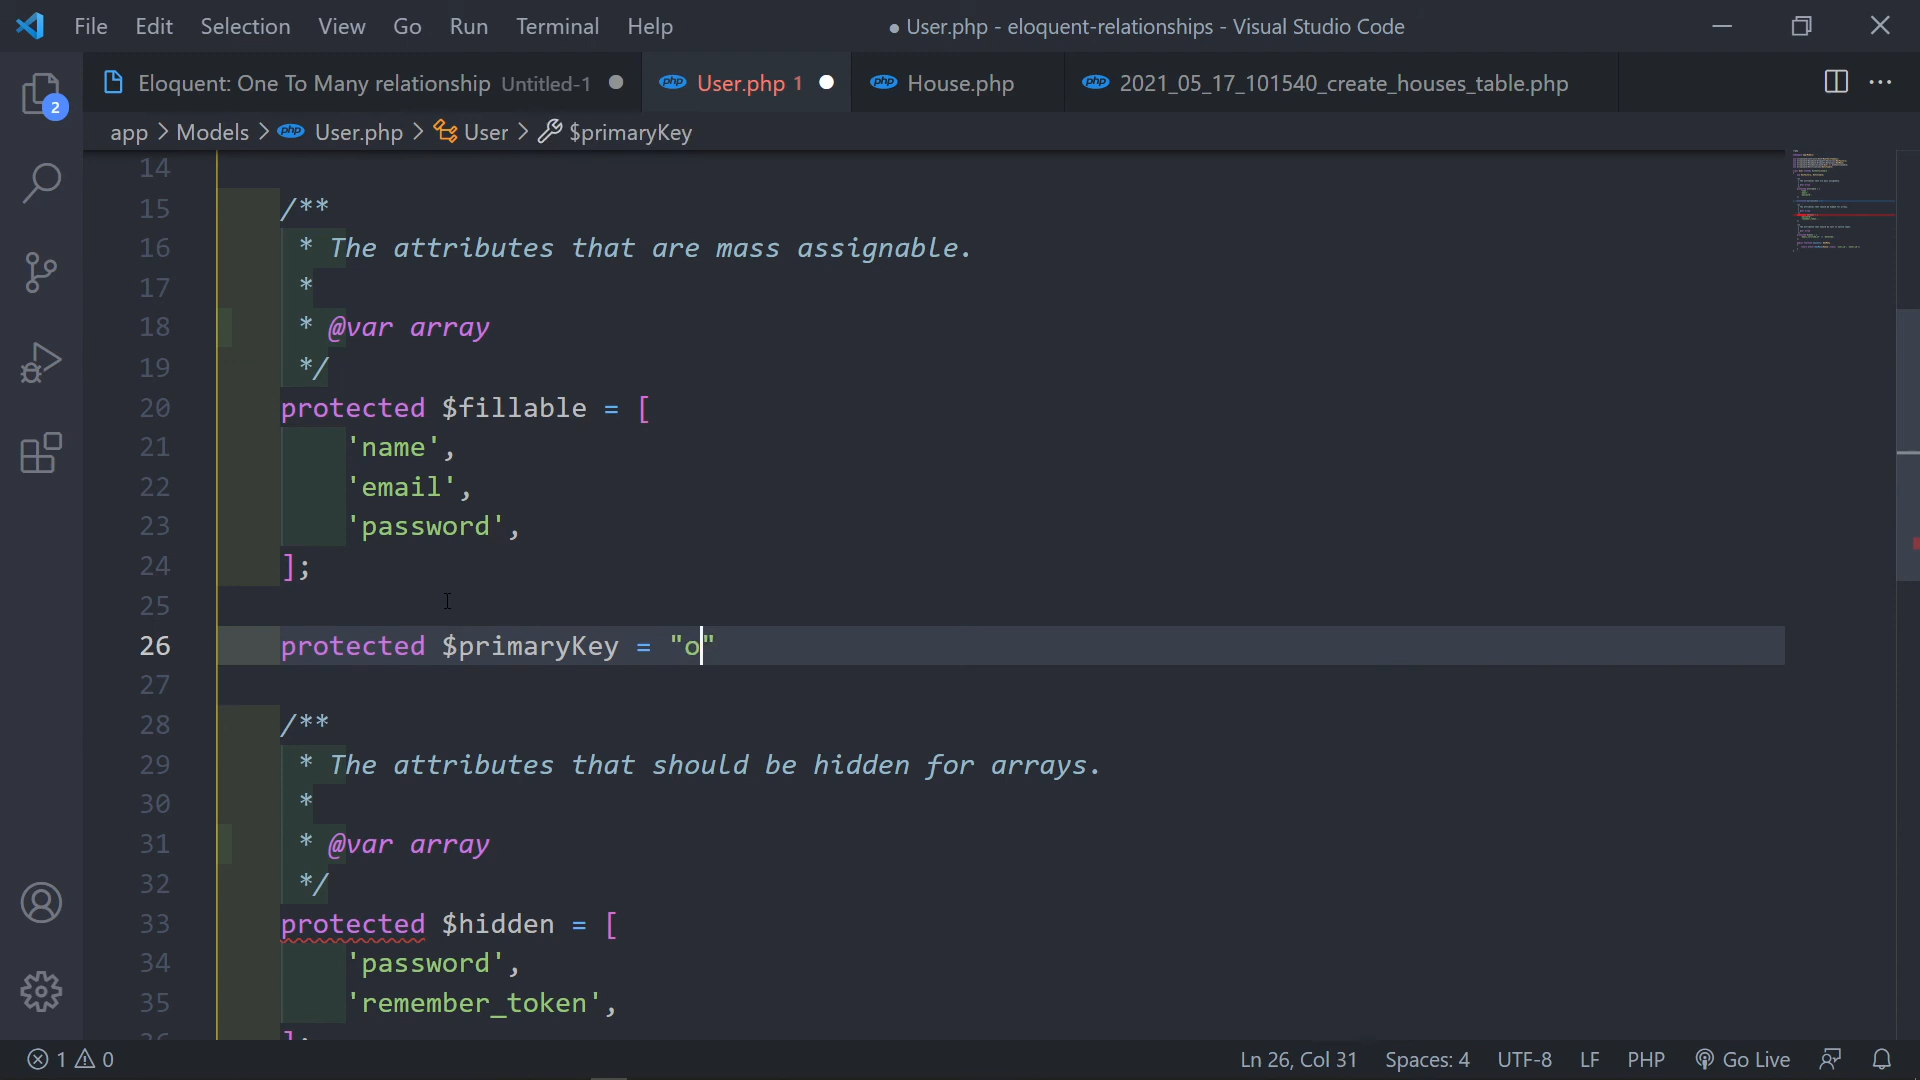 File Edit Selection View Go Run Terminal Help ● User.php - eloquent-relationships - Visual Studio Code
2
Eloquent: One To Many relationship Untitled-1 ● php User.php 1 ● php House.php php 2021_05_17_101540_create_houses_table.php
app > Models > php User.php > User > $primaryKey
14
15 /**
16 * The attributes that are mass assignable.
17 *
18 * @var array
19 */
20 protected $fillable = [
21 'name',
22 'email',
23 'password',
24 ];
25
26 protected $primaryKey = "o"
27
28 /**
29 * The attributes that should be hidden for arrays.
30 *
31 * @var array
32 */
33 protected $hidden = [
34 'password',
35 'remember_token',
36 ];
1 0 Ln 26, Col 31 Spaces: 4 UTF-8 LF PHP Go Live